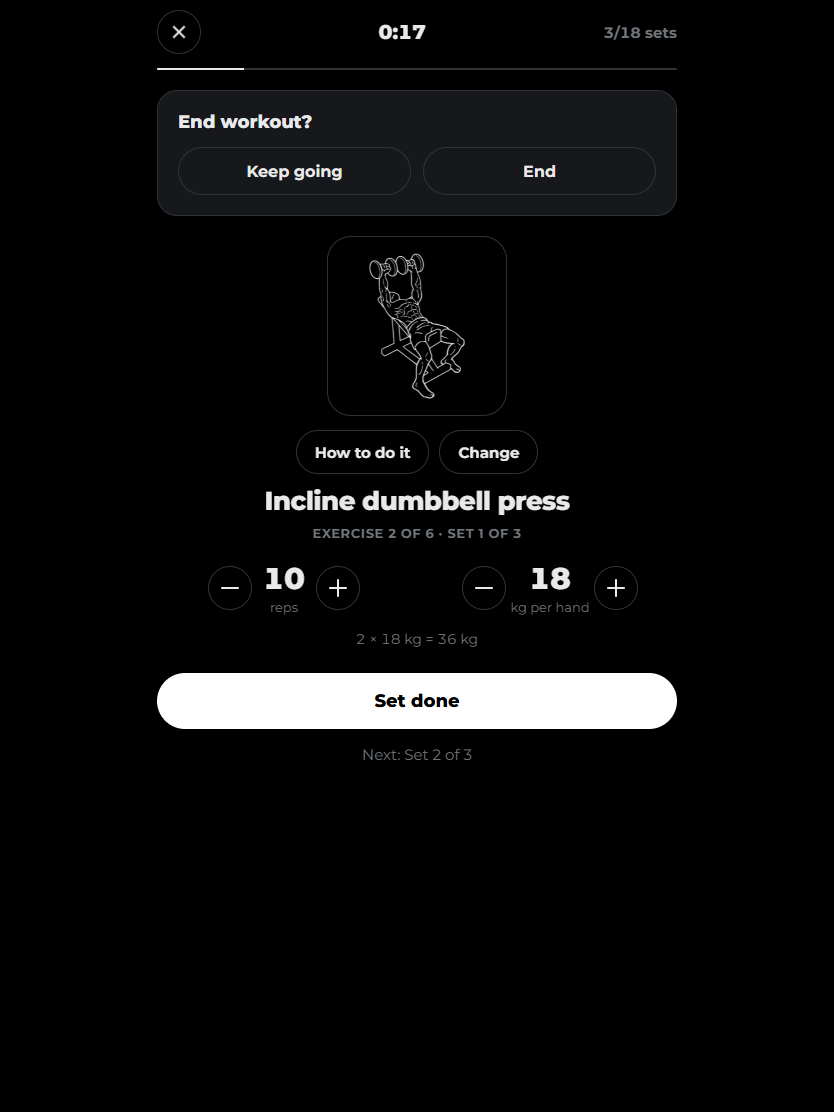 0:17
3/18 sets
End workout?
Keep going
End
How to do it
Change
Incline dumbbell press
EXERCISE 2 OF 6 · SET 1 OF 3
10
reps
18
kg per hand
2 × 18 kg = 36 kg
Set done
Next: Set 2 of 3